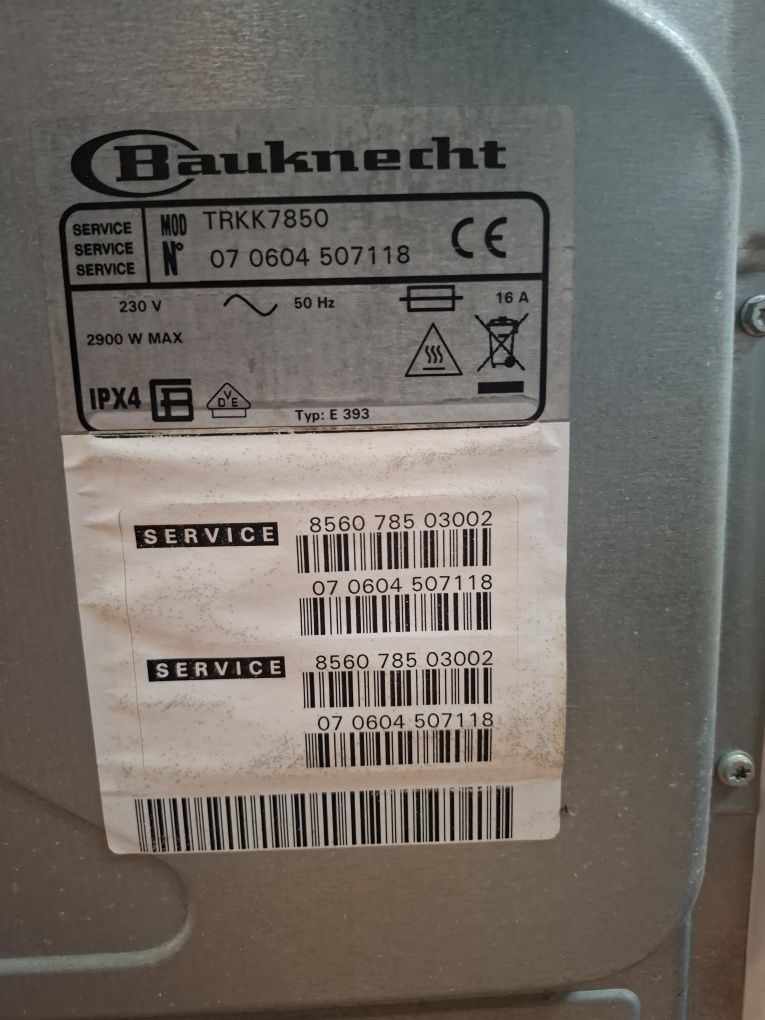 Bauknecht
SERVICE MOD TRKK7850
SERVICE N° 07 0604 507118 CE
SERVICE
230 V 50 Hz 16 A
2900 W MAX
IPX4 DVE
Typ: E 393
SERVICE 8560 785 03002
07 0604 507118
SERVICE 8560 785 03002
07 0604 507118